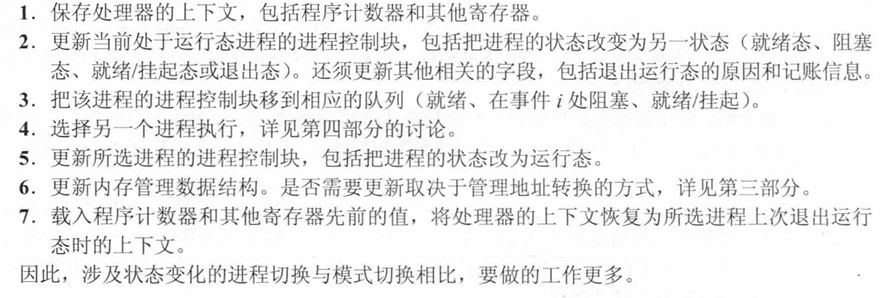 1．保存处理器的上下文，包括程序计数器和其他寄存器。
2．更新当前处于运行态进程的进程控制块，包括把进程的状态改变为另一状态（就绪态、阻塞
态、就绪/挂起态或退出态）。还须更新其他相关的字段，包括退出运行态的原因和记账信息。
3．把该进程的进程控制块移到相应的队列（就绪、在事件 i 处阻塞、就绪/挂起）。
4．选择另一个进程执行，详见第四部分的讨论。
5．更新所选进程的进程控制块，包括把进程的状态改为运行态。
6．更新内存管理数据结构。是否需要更新取决于管理地址转换的方式，详见第三部分。
7．载入程序计数器和其他寄存器先前的值，将处理器的上下文恢复为所选进程上次退出运行
态时的上下文。
因此，涉及状态变化的进程切换与模式切换相比，要做的工作更多。